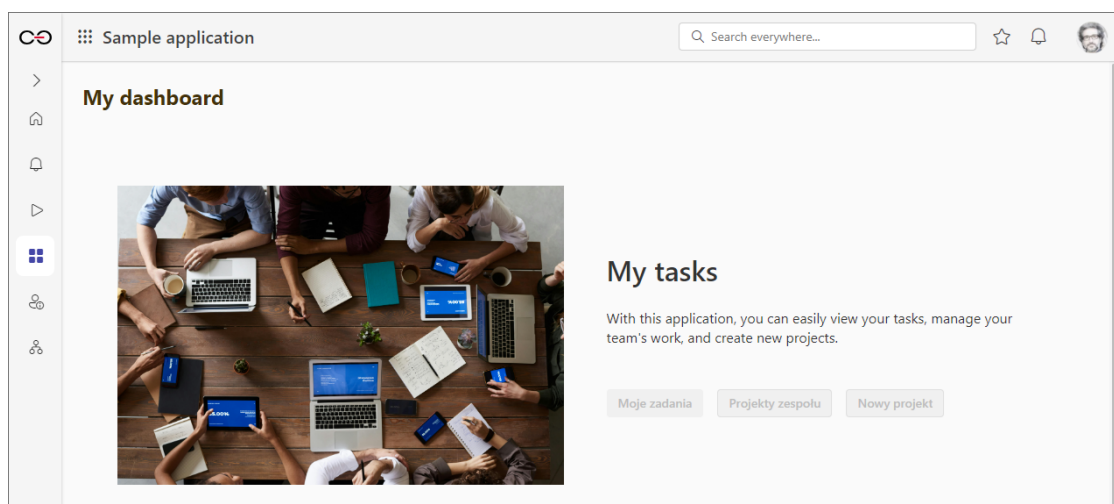 Sample application
Search everywhere...
My dashboard
My tasks
With this application, you can easily view your tasks, manage your
team's work, and create new projects.
Moje zadania
Projekty zespołu
Nowy projekt